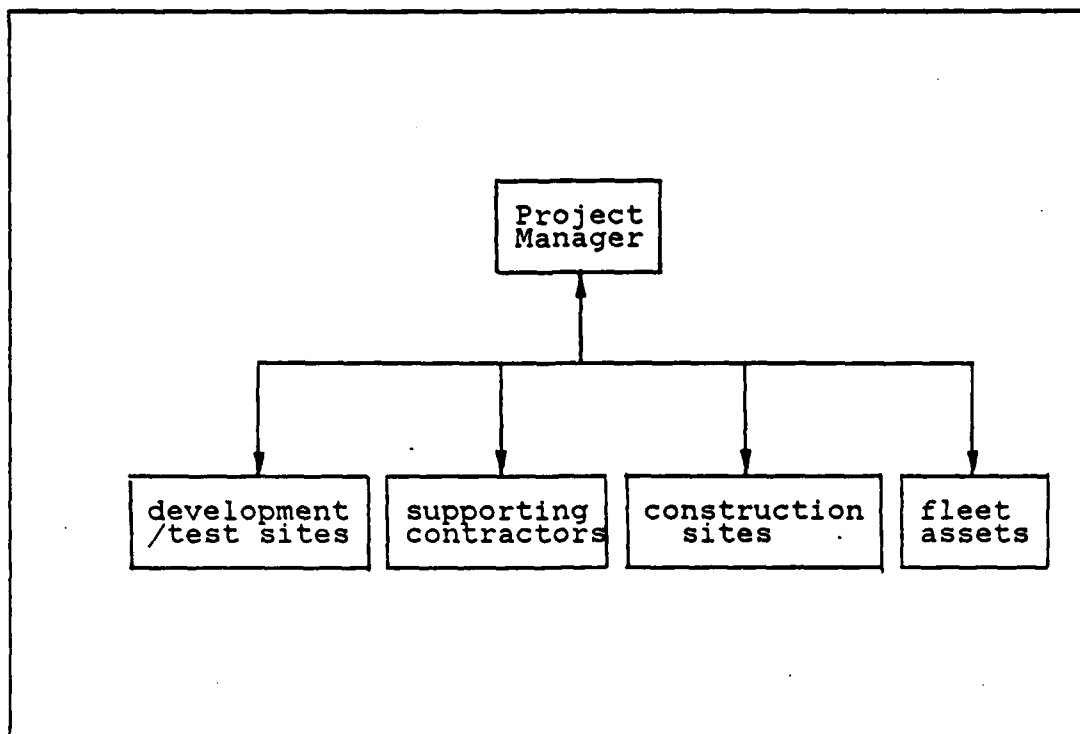 Project
Manager
development
/test sites
supporting
contractors
construction
sites
fleet
assets